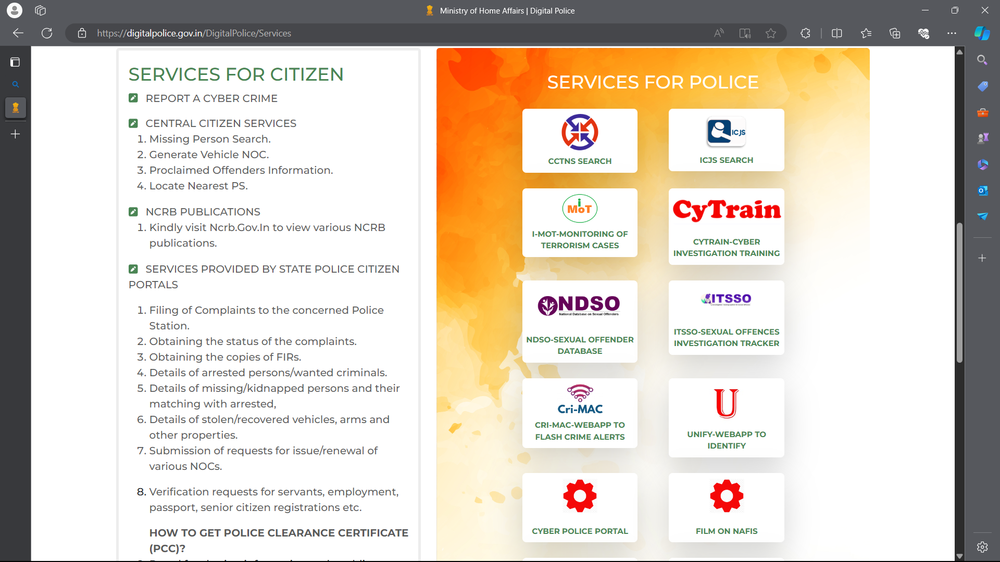 Ministry of Home Affairs | Digital Police
https://digitalpolice.gov.in/DigitalPolice/Services
SERVICES FOR CITIZEN
REPORT A CYBER CRIME
CENTRAL CITIZEN SERVICES
1. Missing Person Search.
2. Generate Vehicle NOC.
3. Proclaimed Offenders Information.
4. Locate Nearest PS.
NCRB PUBLICATIONS
1. Kindly visit Ncrb.Gov.In to view various NCRB
publications.
SERVICES PROVIDED BY STATE POLICE CITIZEN
PORTALS
1. Filing of Complaints to the concerned Police
Station.
2. Obtaining the status of the complaints.
3. Obtaining the copies of FIRs.
4. Details of arrested persons/wanted criminals.
5. Details of missing/kidnapped persons and their
matching with arrested,
6. Details of stolen/recovered vehicles, arms and
other properties.
7. Submission of requests for issue/renewal of
various NOCs.
8. Verification requests for servants, employment,
passport, senior citizen registrations etc.
HOW TO GET POLICE CLEARANCE CERTIFICATE
(PCC)?
SERVICES FOR POLICE
CCTNS SEARCH
ICJS
ICJS SEARCH
i
MoT
I-MOT-MONITORING OF
TERRORISM CASES
CyTrain
CYTRAIN-CYBER
INVESTIGATION TRAINING
NDSO
National Database on Sexual Offenders
NDSO-SEXUAL OFFENDER
DATABASE
ITSSO
ITSSO-SEXUAL OFFENCES
INVESTIGATION TRACKER
Cri-MAC
CRI-MAC-WEBAPP TO
FLASH CRIME ALERTS
U
UNIFY-WEBAPP TO
IDENTIFY
CYBER POLICE PORTAL
FILM ON NAFIS